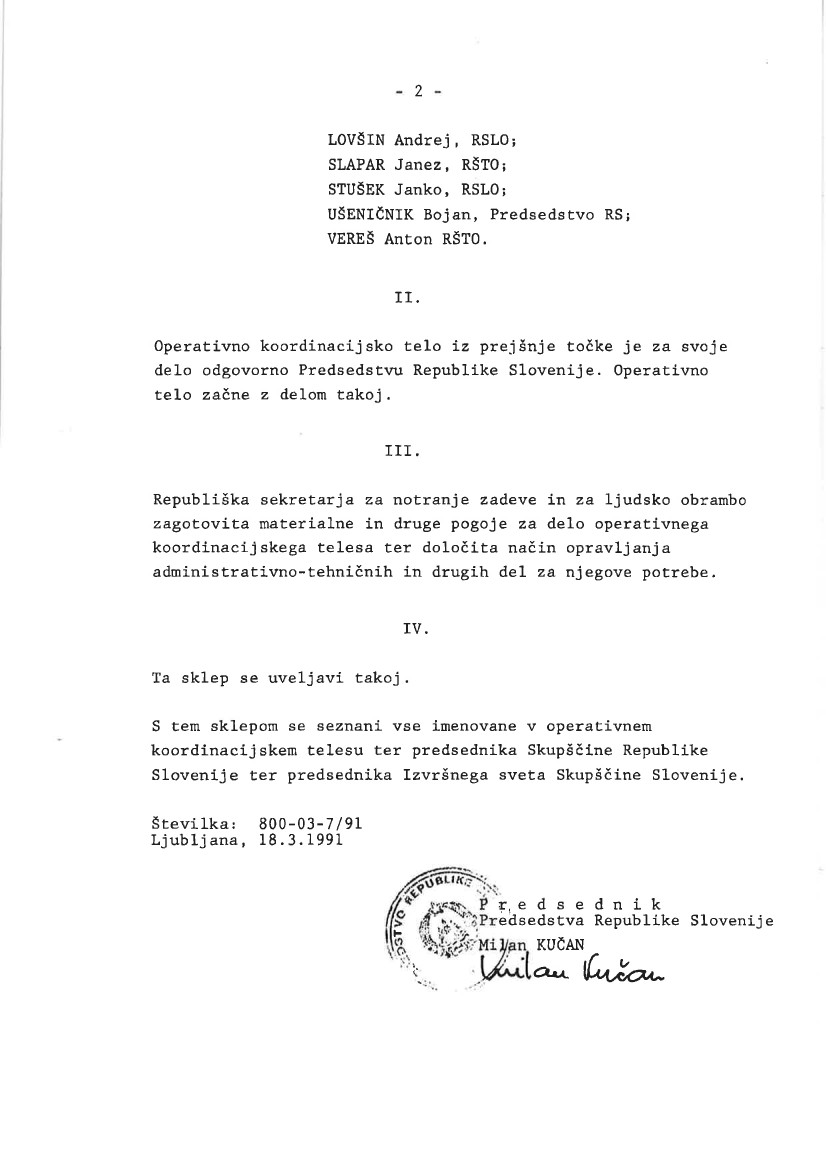 - 2 -
LOVŠIN Andrej, RSLO;
SLAPAR Janez, RŠTO;
STUŠEK Janko, RSLO;
UŠENIČNIK Bojan, Predsedstvo RS;
VEREŠ Anton RŠTO.
II.
Operativno koordinacijsko telo iz prejšnje točke je za svoje
delo odgovorno Predsedstvu Republike Slovenije. Operativno
telo začne z delom takoj.
III.
Republiška sekretarja za notranje zadeve in za ljudsko obrambo
zagotovita materialne in druge pogoje za delo operativnega
koordinacijskega telesa ter določita način opravljanja
administrativno-tehničnih in drugih del za njegove potrebe.
IV.
Ta sklep se uveljavi takoj.
S tem sklepom se seznani vse imenovane v operativnem
koordinacijskem telesu ter predsednika Skupščine Republike
Slovenije ter predsednika Izvršnega sveta Skupščine Slovenije.
Številka: 800-03-7/91
Ljubljana, 18.3.1991
REPUBLIKE
P r e d s e d n i k
Predsedstva Republike Slovenije
Milan KUČAN
Milan Kučan